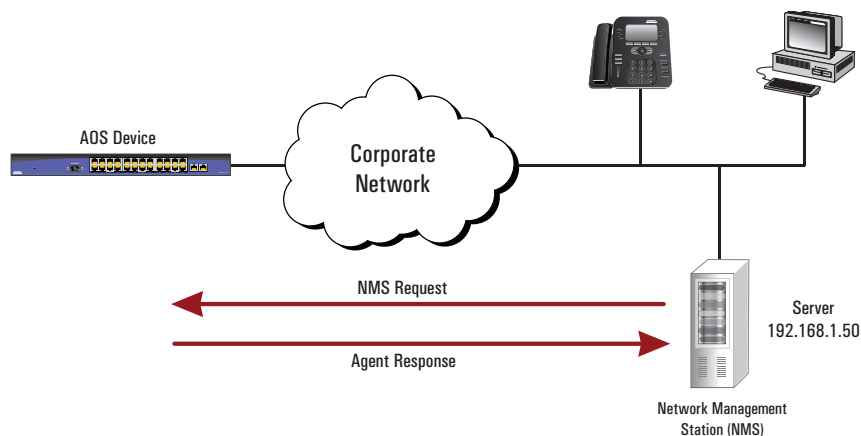 AOS Device
Corporate
Network
NMS Request
Agent Response
Server
192.168.1.50
Network Management
Station (NMS)